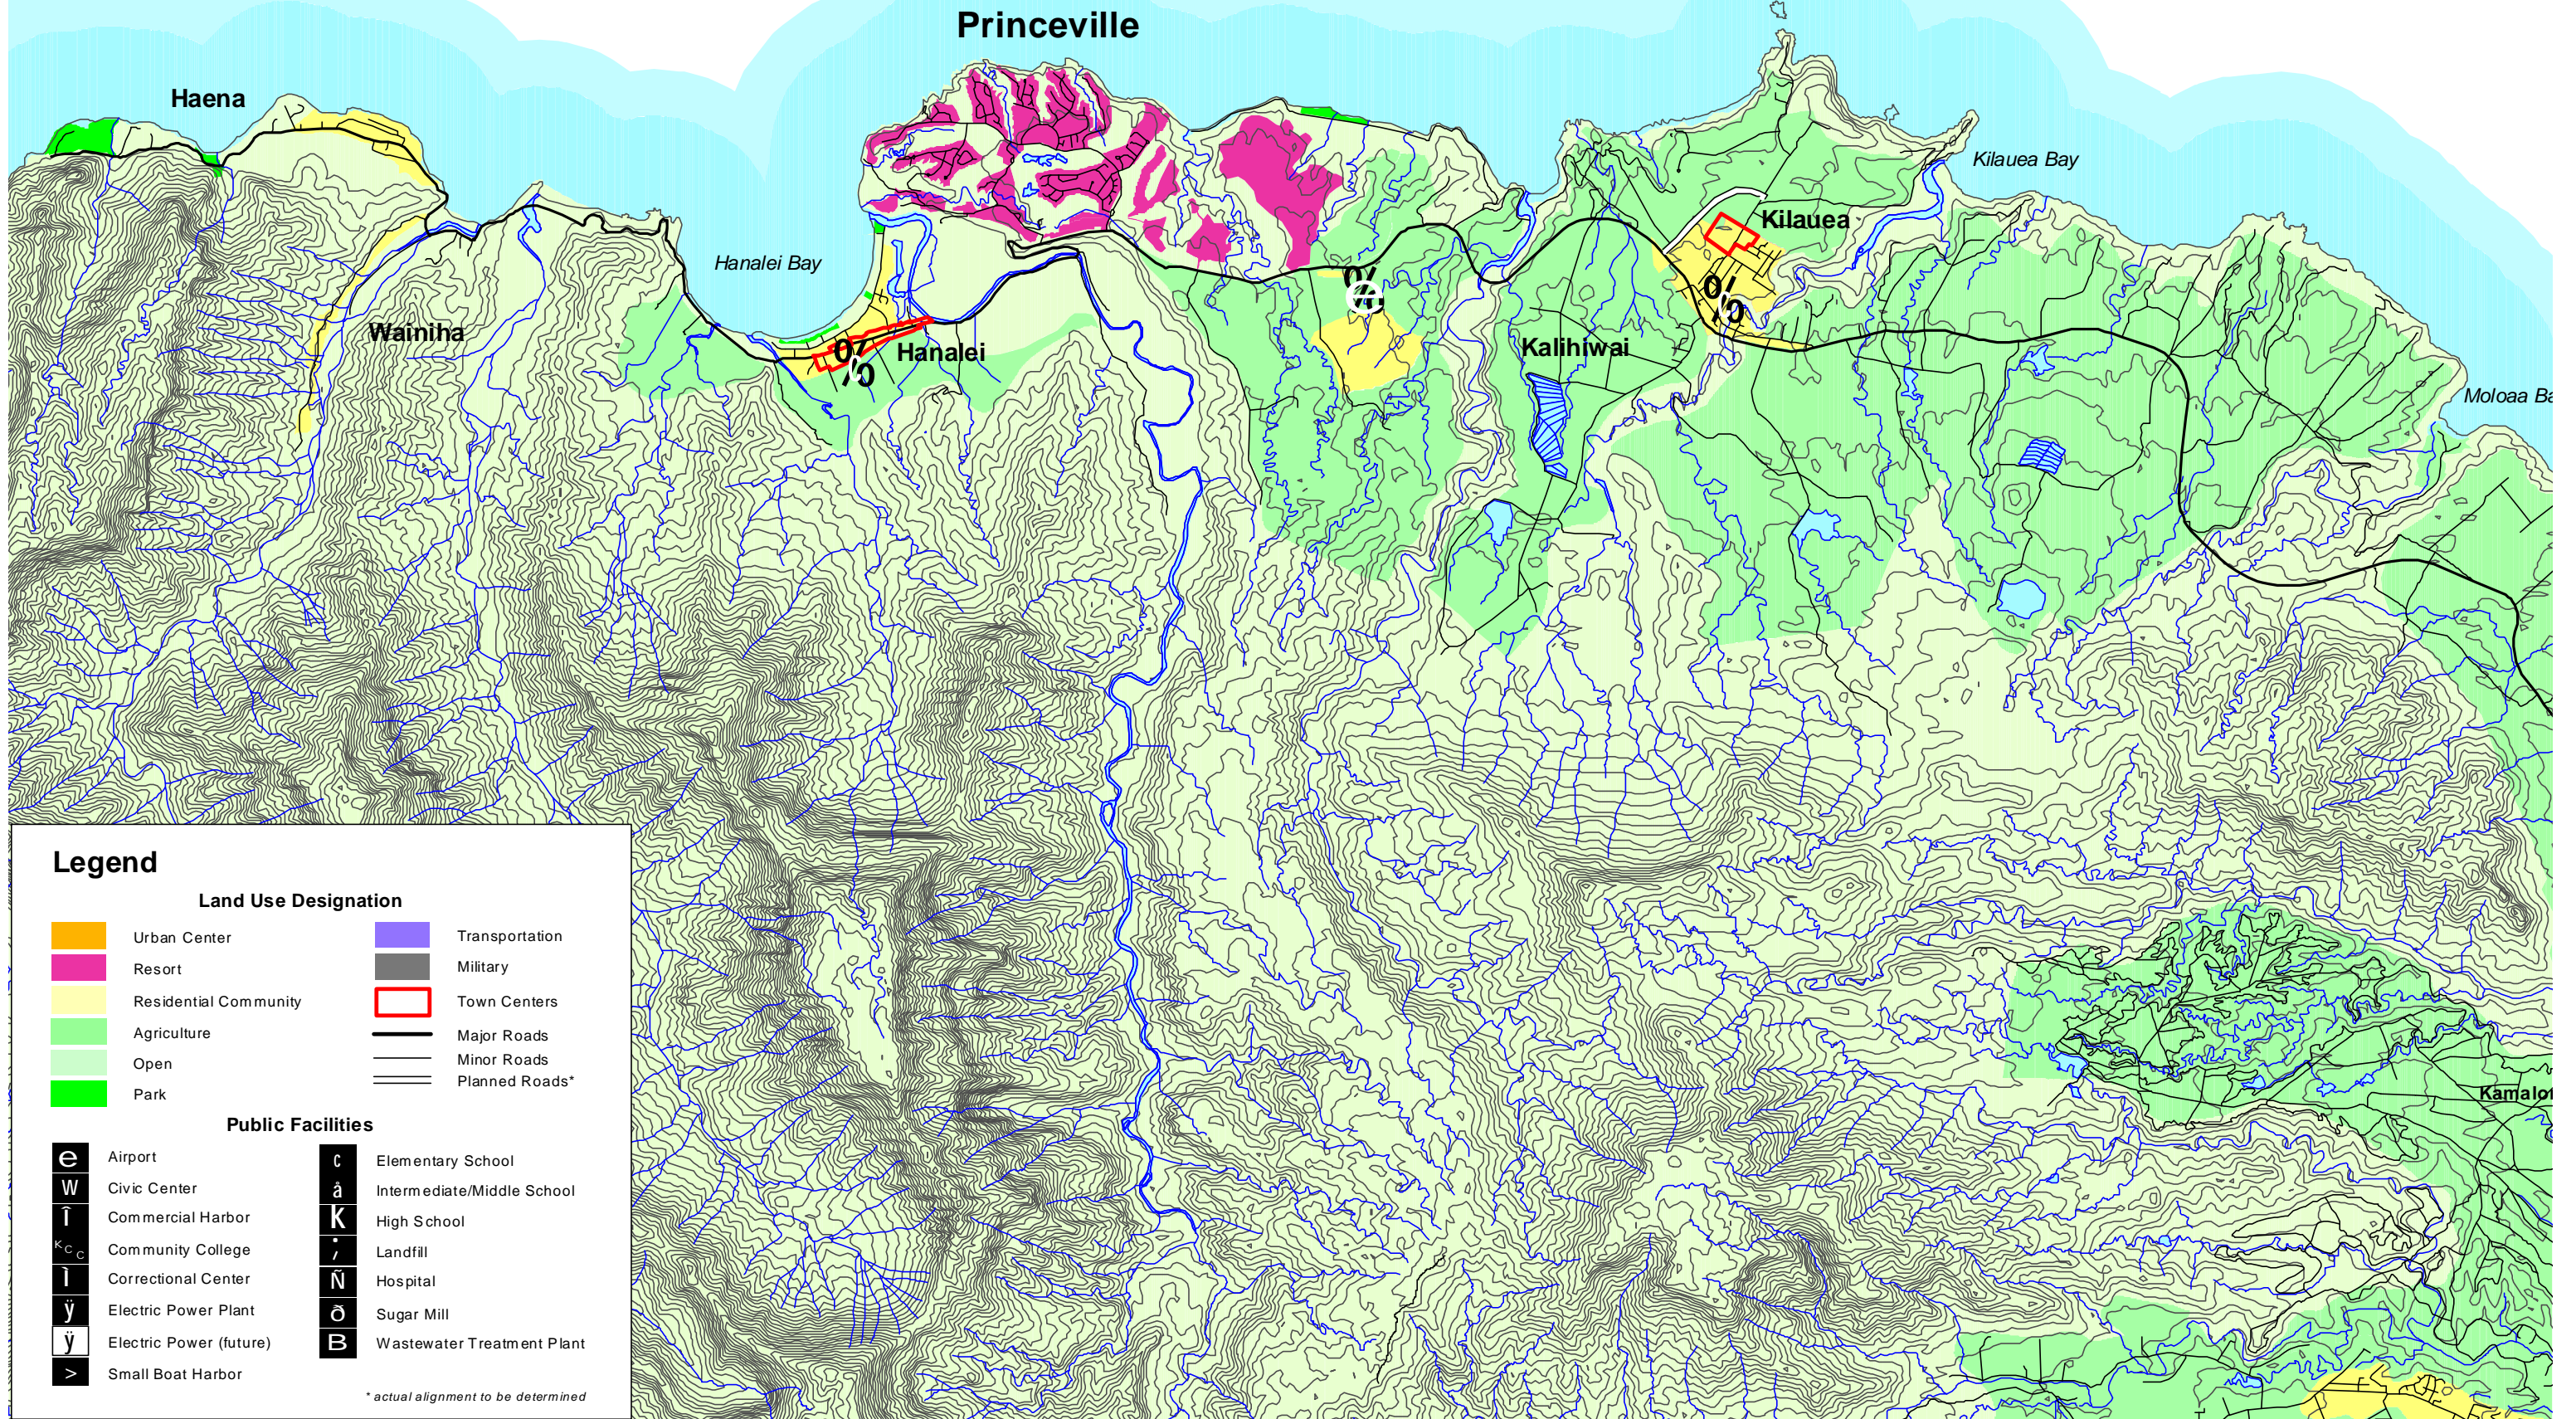 Princeville
Haena
Kilauea Bay
Kilauea
Hanalei Bay
Wainiha
Hanalei
Kalihiwai
Moloaa
Legend
Land Use Designation
Urban Center
Resort
Residential Community
Agriculture
Open
Park
Transportation
Military
Town Centers
Major Roads
Minor Roads
Planned Roads*
Public Facilities
e Airport
W Civic Center
Î Commercial Harbor
KCC Community College
Ì Correctional Center
ÿ Electric Power Plant
ÿ Electric Power (future)
> Small Boat Harbor
c Elementary School
å Intermediate/Middle School
K High School
Landfill
Ñ Hospital
ð Sugar Mill
B Wastewater Treatment Plant
* actual alignment to be determined